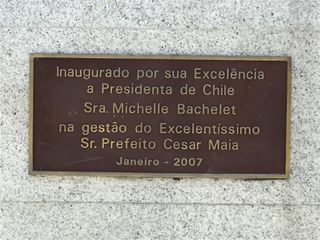 Inaugurado por sua Excelência
a Presidenta de Chile
Sra. Michelle Bachelet
na gestão do Excelentíssimo
Sr. Prefeito Cesar Maia
Janeiro - 2007